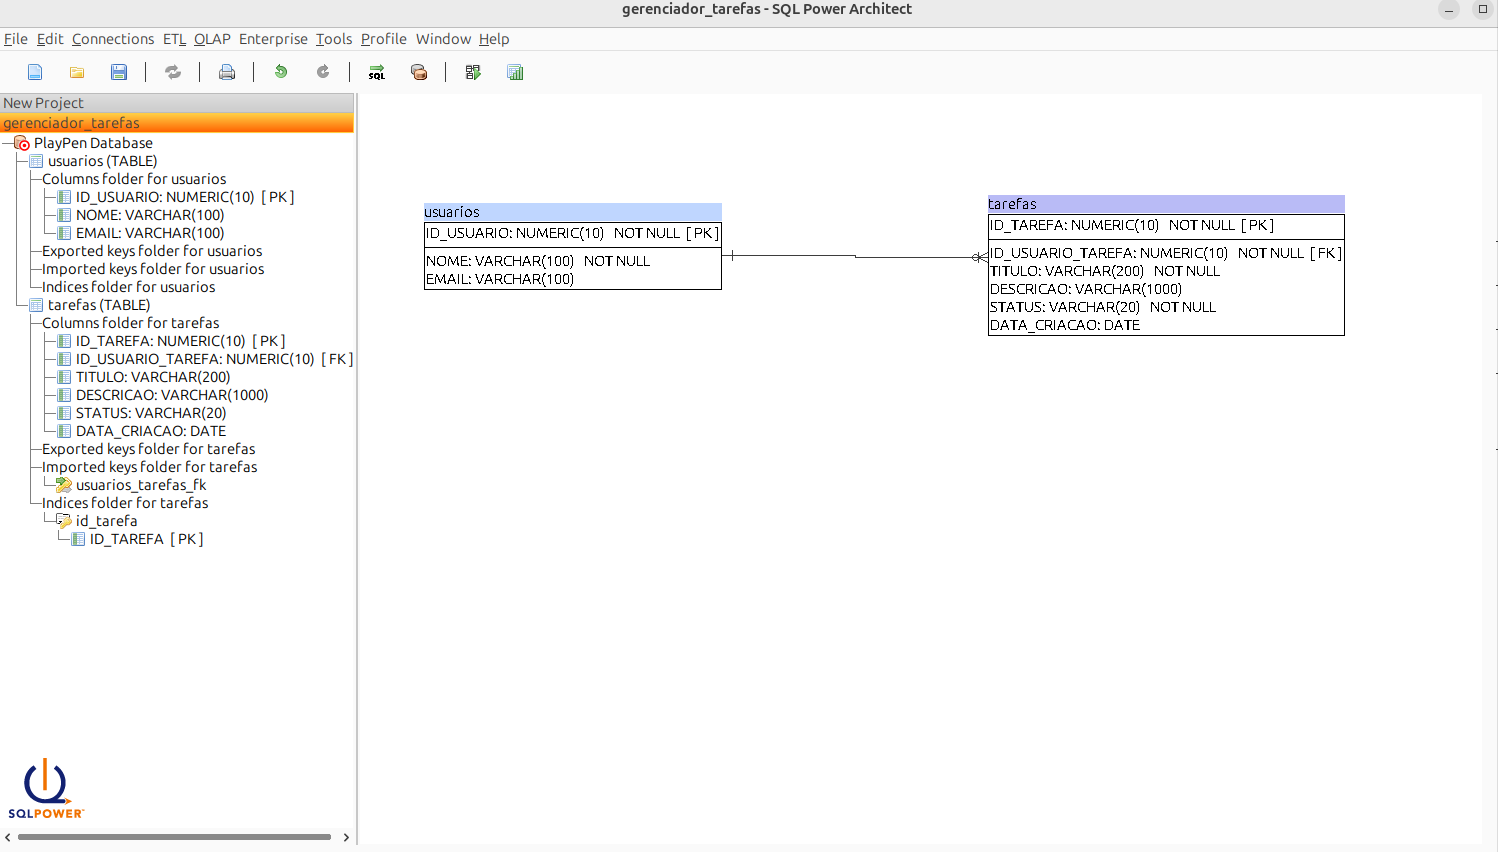 gerenciador_tarefas - SQL Power Architect
File Edit Connections ETL OLAP Enterprise Tools Profile Window Help
SQL
New Project
gerenciador_tarefas
PlayPen Database
usuarios (TABLE)
Columns folder for usuarios
ID_USUARIO: NUMERIC(10) [ PK ]
NOME: VARCHAR(100)
EMAIL: VARCHAR(100)
Exported keys folder for usuarios
Imported keys folder for usuarios
Indices folder for usuarios
tarefas (TABLE)
Columns folder for tarefas
ID_TAREFA: NUMERIC(10) [ PK ]
ID_USUARIO_TAREFA: NUMERIC(10) [ FK ]
TITULO: VARCHAR(200)
DESCRICAO: VARCHAR(1000)
STATUS: VARCHAR(20)
DATA_CRIACAO: DATE
Exported keys folder for tarefas
Imported keys folder for tarefas
usuarios_tarefas_fk
Indices folder for tarefas
id_tarefa
ID_TAREFA [ PK ]
SQLPOWER
usuarios
ID_USUARIO: NUMERIC(10) NOT NULL [ PK ]
NOME: VARCHAR(100) NOT NULL
EMAIL: VARCHAR(100)
tarefas
ID_TAREFA: NUMERIC(10) NOT NULL [ PK ]
ID_USUARIO_TAREFA: NUMERIC(10) NOT NULL [ FK ]
TITULO: VARCHAR(200) NOT NULL
DESCRICAO: VARCHAR(1000)
STATUS: VARCHAR(20) NOT NULL
DATA_CRIACAO: DATE